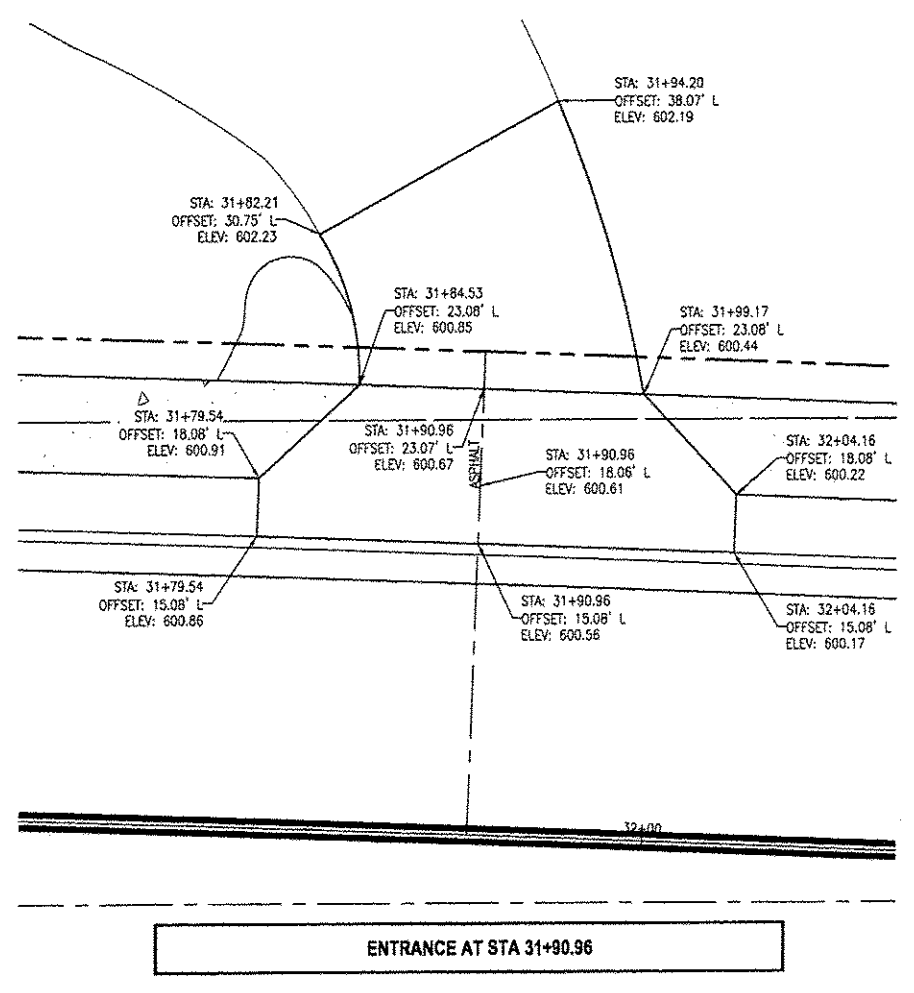 STA: 31+94.20
OFFSET: 38.07' L
ELEV: 602.19
STA: 31+82.21
OFFSET: 30.75' L
ELEV: 602.23
STA: 31+84.53
OFFSET: 23.08' L
ELEV: 600.85
STA: 31+99.17
OFFSET: 23.08' L
ELEV: 600.44
STA: 31+79.54
OFFSET: 18.08' L
ELEV: 600.91
STA: 31+90.96
OFFSET: 23.07' L
ELEV: 600.67
ASPHALT
STA: 31+90.96
OFFSET: 18.06' L
ELEV: 600.61
STA: 32+04.16
OFFSET: 18.08' L
ELEV: 600.22
STA: 31+79.54
OFFSET: 15.08' L
ELEV: 600.86
STA: 31+90.96
OFFSET: 15.08' L
ELEV: 600.56
STA: 32+04.16
OFFSET: 15.08' L
ELEV: 600.17
32+00
ENTRANCE AT STA 31+90.96